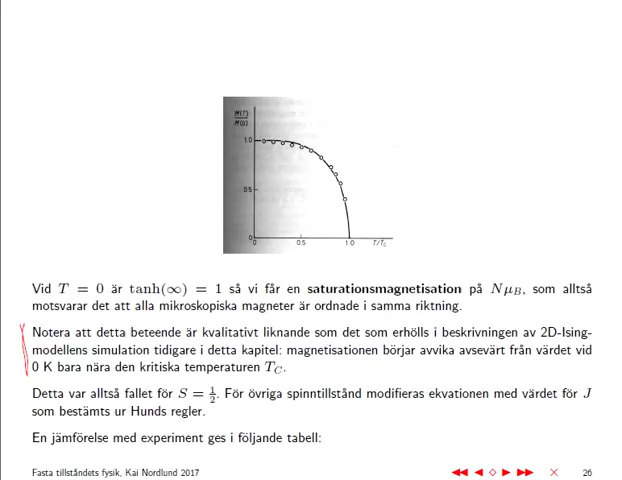 M(T)
M(0)
1.0
0.5
0
0
0.5
1.0
T/T_C
Vid T = 0 är tanh(∞) = 1 så vi får en saturationsmagnetisation på Nμ_B, som alltså
motsvarar det att alla mikroskopiska magneter är ordnade i samma riktning.
Notera att detta beteende är kvalitativt liknande som det som erhölls i beskrivningen av 2D-Ising-
modellens simulation tidigare i detta kapitel: magnetisationen börjar avvika avsevärt från värdet vid
0 K bara nära den kritiska temperaturen T_C.
Detta var alltså fallet för S = 1/2. För övriga spinntillstånd modifieras ekvationen med värdet för J
som bestämts ur Hunds regler.
En jämförelse med experiment ges i följande tabell:
Fasta tillståndets fysik, Kai Nordlund 2017
26